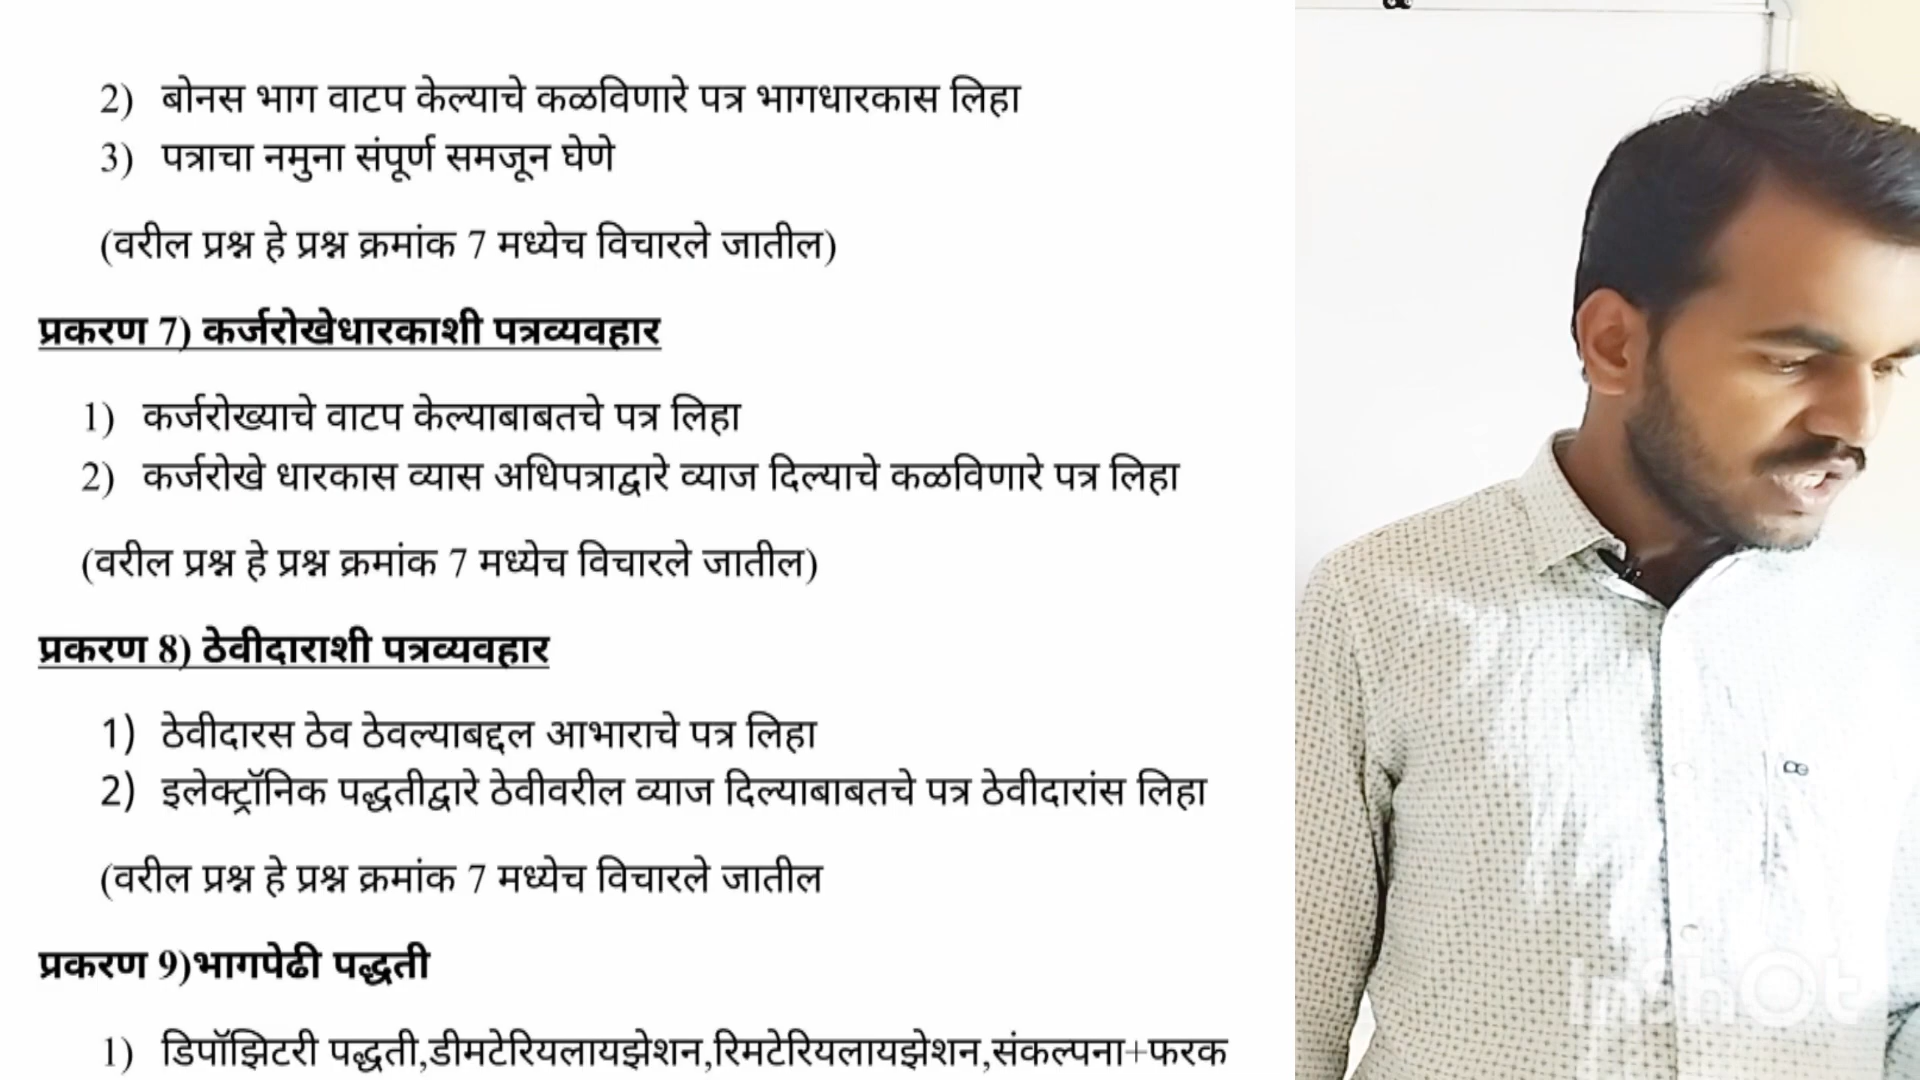 2) बोनस भाग वाटप केल्याचे कळविणारे पत्र भागधारकास लिहा
3) पत्राचा नमुना संपूर्ण समजून घेणे
(वरील प्रश्न हे प्रश्न क्रमांक 7 मध्येच विचारले जातील)
प्रकरण 7) कर्जरोखेधारकाशी पत्रव्यवहार
1) कर्जरोख्याचे वाटप केल्याबाबतचे पत्र लिहा
2) कर्जरोखे धारकास व्यास अधिपत्राद्वारे व्याज दिल्याचे कळविणारे पत्र लिहा
(वरील प्रश्न हे प्रश्न क्रमांक 7 मध्येच विचारले जातील)
प्रकरण 8) ठेवीदाराशी पत्रव्यवहार
1) ठेवीदारस ठेव ठेवल्याबद्दल आभाराचे पत्र लिहा
2) इलेक्ट्रॉनिक पद्धतीद्वारे ठेवीवरील व्याज दिल्याबाबतचे पत्र ठेवीदारांस लिहा
(वरील प्रश्न हे प्रश्न क्रमांक 7 मध्येच विचारले जातील
प्रकरण 9)भागपेढी पद्धती
1) डिपॉझिटरी पद्धती,डीमटेरियलायझेशन,रिमटेरियलायझेशन,संकल्पना+फरक
InShOt